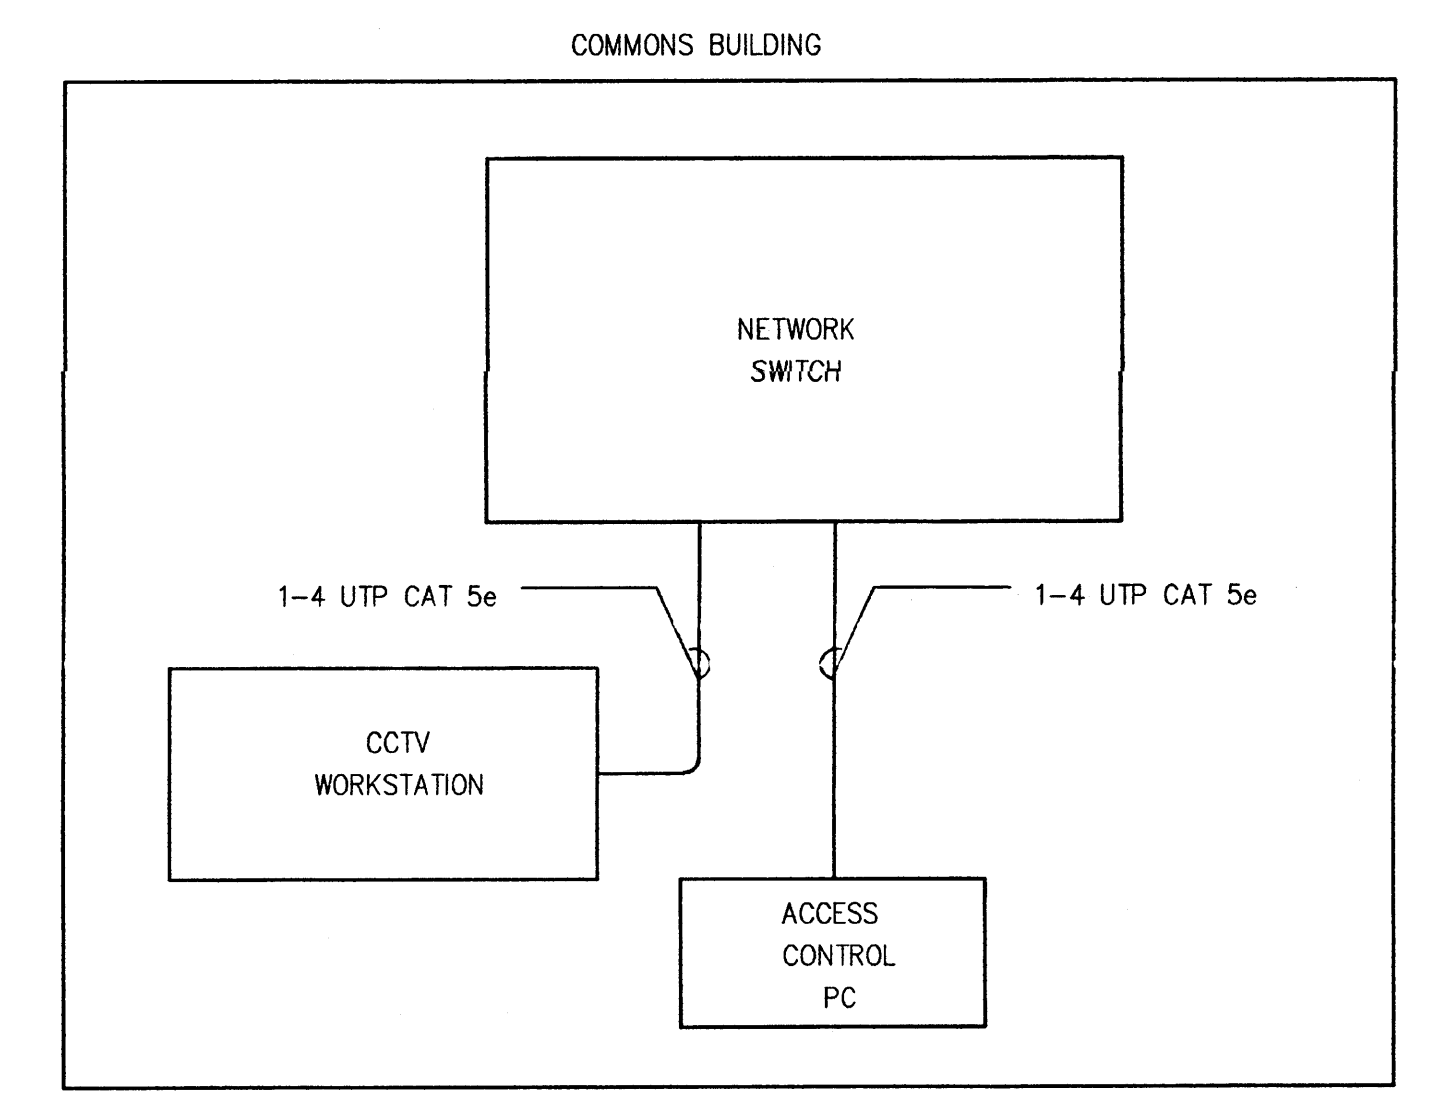 COMMONS BUILDING
NETWORK
SWITCH
1-4 UTP CAT 5e
1-4 UTP CAT 5e
CCTV
WORKSTATION
ACCESS
CONTROL
PC